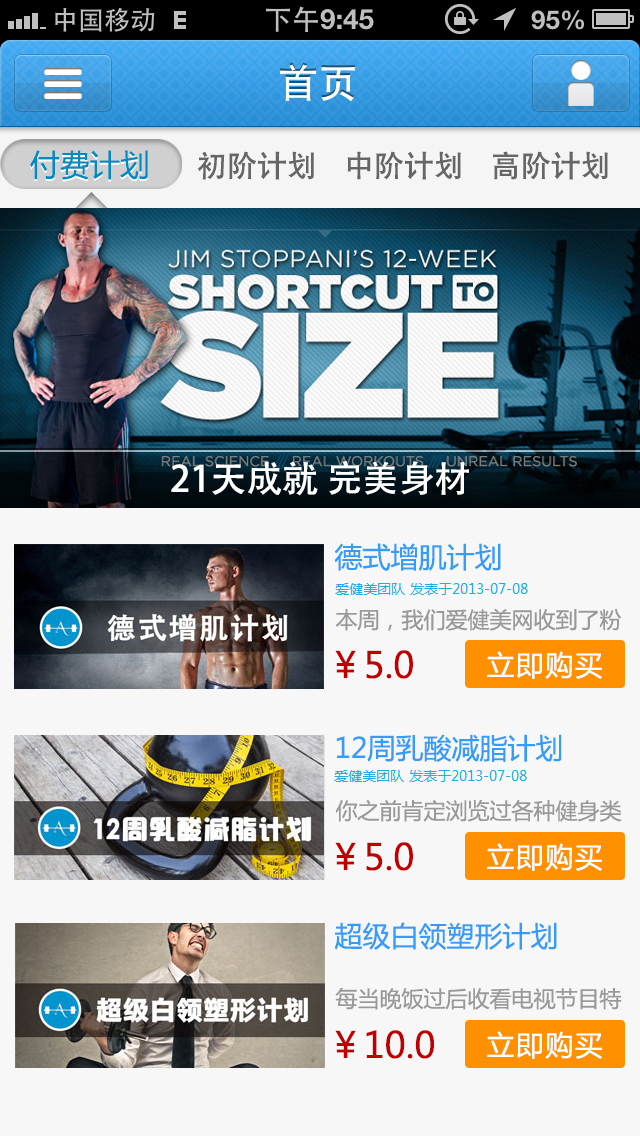 中国移动 E 下午9:45 95%
首页
付费计划 初阶计划 中阶计划 高阶计划
JIM STOPPANI'S 12-WEEK
SHORTCUT TO
SIZE
REAL SCIENCE // REAL WORKOUTS // UNREAL RESULTS
21天成就 完美身材
德式增肌计划
德式增肌计划
爱健美团队 发表于2013-07-08
本周，我们爱健美网收到了粉
¥ 5.0 立即购买
12周乳酸减脂计划
12周乳酸减脂计划
爱健美团队 发表于2013-07-08
你之前肯定浏览过各种健身类
¥ 5.0 立即购买
超级白领塑形计划
超级白领塑形计划
每当晚饭过后收看电视节目特
¥ 10.0 立即购买